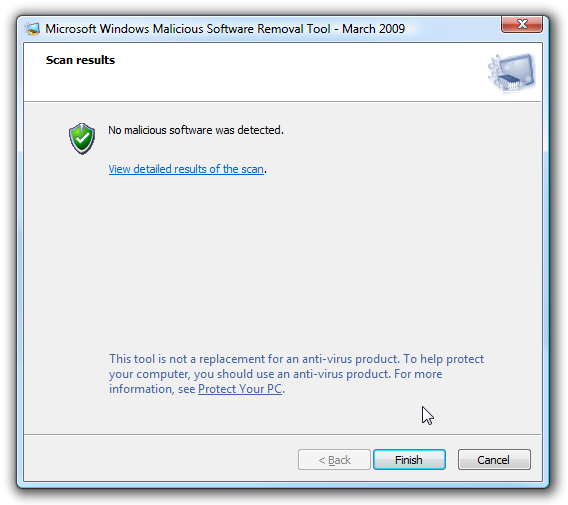 Microsoft Windows Malicious Software Removal Tool - March 2009
Scan results
No malicious software was detected.
View detailed results of the scan.
This tool is not a replacement for an anti-virus product. To help protect
your computer, you should use an anti-virus product. For more
information, see Protect Your PC.
< Back Finish Cancel